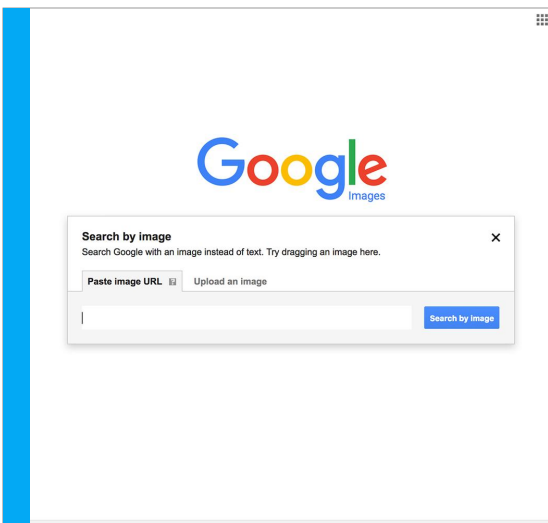 Google
Images
Search by image
Search Google with an image instead of text. Try dragging an image here.
Paste image URL ? Upload an image
Search by image